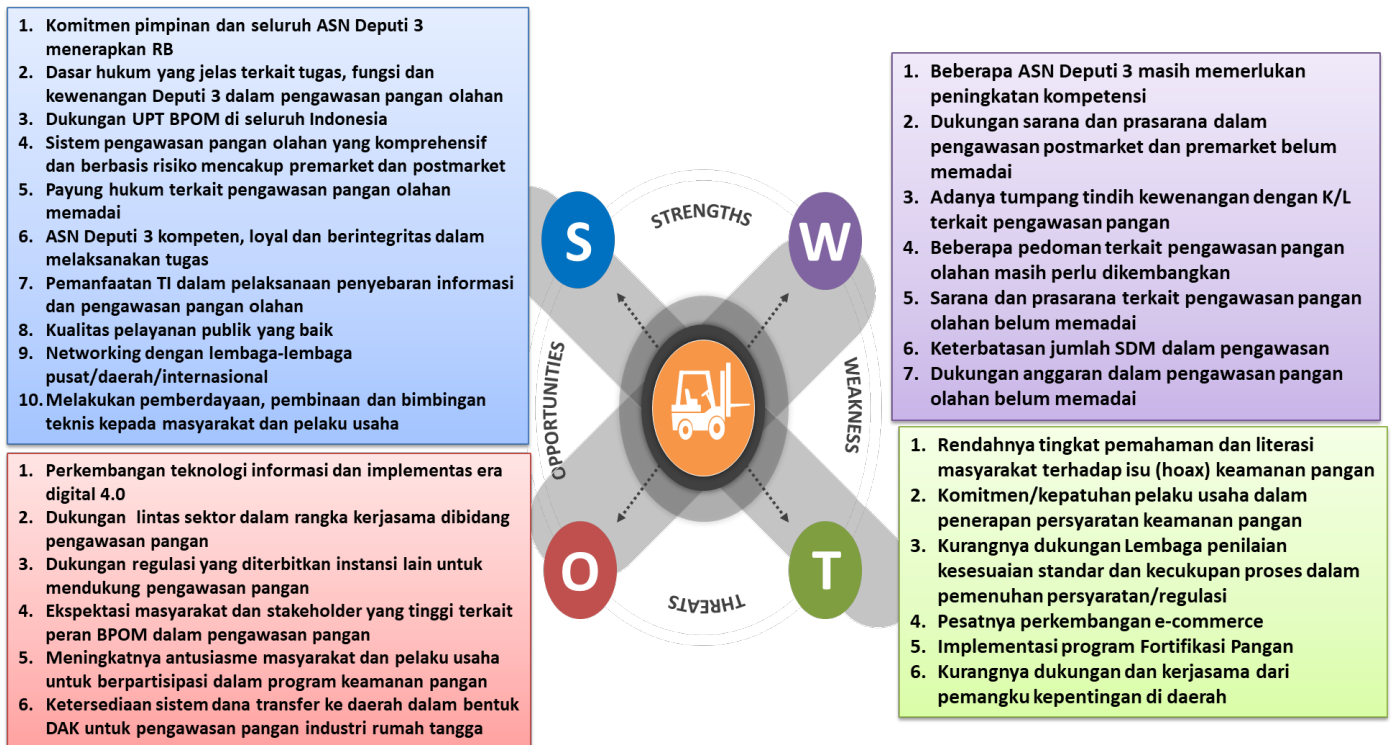 1. Komitmen pimpinan dan seluruh ASN Deputi 3
menerapkan RB
2. Dasar hukum yang jelas terkait tugas, fungsi dan
kewenangan Deputi 3 dalam pengawasan pangan olahan
3. Dukungan UPT BPOM di seluruh Indonesia
4. Sistem pengawasan pangan olahan yang komprehensif
dan berbasis risiko mencakup premarket dan postmarket
5. Payung hukum terkait pengawasan pangan olahan
memadai
6. ASN Deputi 3 kompeten, loyal dan berintegritas dalam
melaksanakan tugas
7. Pemanfaatan TI dalam pelaksanaan penyebaran informasi
dan pengawasan pangan olahan
8. Kualitas pelayanan publik yang baik
9. Networking dengan lembaga-lembaga
pusat/daerah/internasional
10. Melakukan pemberdayaan, pembinaan dan bimbingan
teknis kepada masyarakat dan pelaku usaha
S
STRENGTHS
W
1. Beberapa ASN Deputi 3 masih memerlukan
peningkatan kompetensi
2. Dukungan sarana dan prasarana dalam
pengawasan postmarket dan premarket belum
memadai
3. Adanya tumpang tindih kewenangan dengan K/L
terkait pengawasan pangan
4. Beberapa pedoman terkait pengawasan pangan
olahan masih perlu dikembangkan
5. Sarana dan prasarana terkait pengawasan pangan
olahan belum memadai
6. Keterbatasan jumlah SDM dalam pengawasan
7. Dukungan anggaran dalam pengawasan pangan
olahan belum memadai
OPPORTUNITIES
WEAKNESS
1. Perkembangan teknologi informasi dan implementas era
digital 4.0
2. Dukungan lintas sektor dalam rangka kerjasama dibidang
pengawasan pangan
3. Dukungan regulasi yang diterbitkan instansi lain untuk
mendukung pengawasan pangan
4. Ekspektasi masyarakat dan stakeholder yang tinggi terkait
peran BPOM dalam pengawasan pangan
5. Meningkatnya antusiasme masyarakat dan pelaku usaha
untuk berpartisipasi dalam program keamanan pangan
6. Ketersediaan sistem dana transfer ke daerah dalam bentuk
DAK untuk pengawasan pangan industri rumah tangga
O
THREATS
T
1. Rendahnya tingkat pemahaman dan literasi
masyarakat terhadap isu (hoax) keamanan pangan
2. Komitmen/kepatuhan pelaku usaha dalam
penerapan persyaratan keamanan pangan
3. Kurangnya dukungan Lembaga penilaian
kesesuaian standar dan kecukupan proses dalam
pemenuhan persyaratan/regulasi
4. Pesatnya perkembangan e-commerce
5. Implementasi program Fortifikasi Pangan
6. Kurangnya dukungan dan kerjasama dari
pemangku kepentingan di daerah